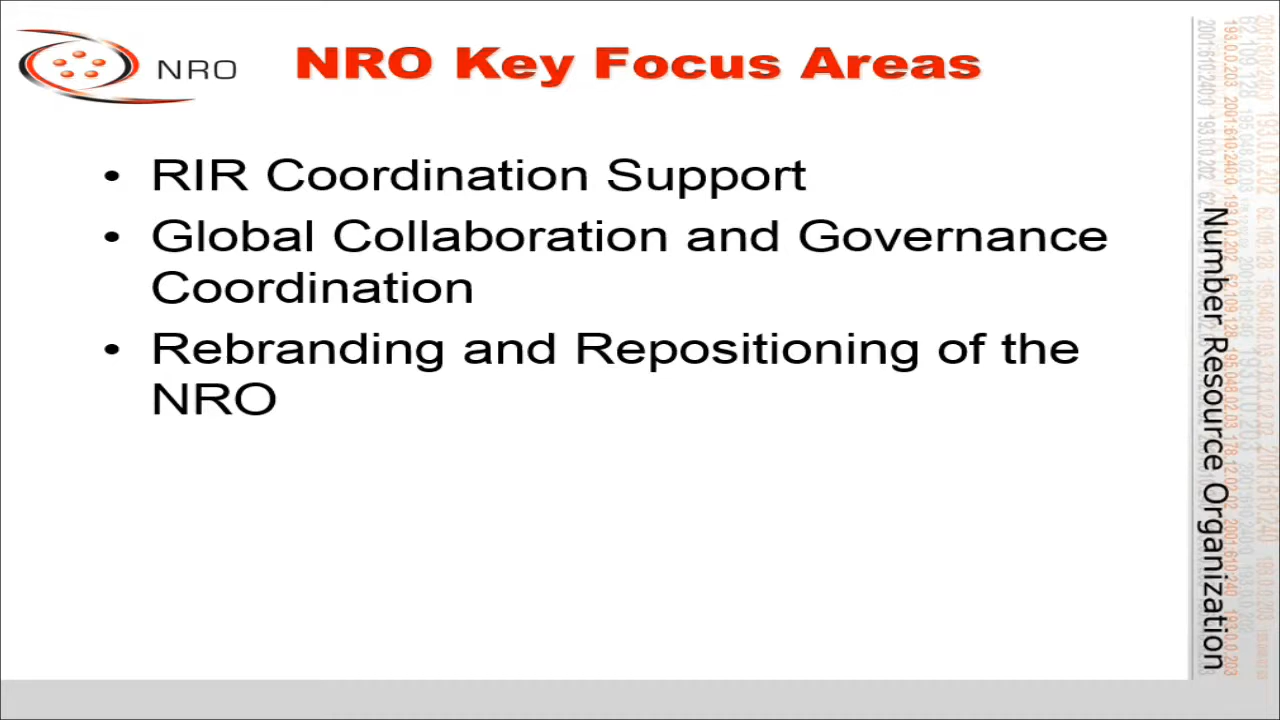 NRO
NRO Key Focus Areas
• RIR Coordination Support
• Global Collaboration and Governance
Coordination
• Rebranding and Repositioning of the
NRO
Number Resource Organization